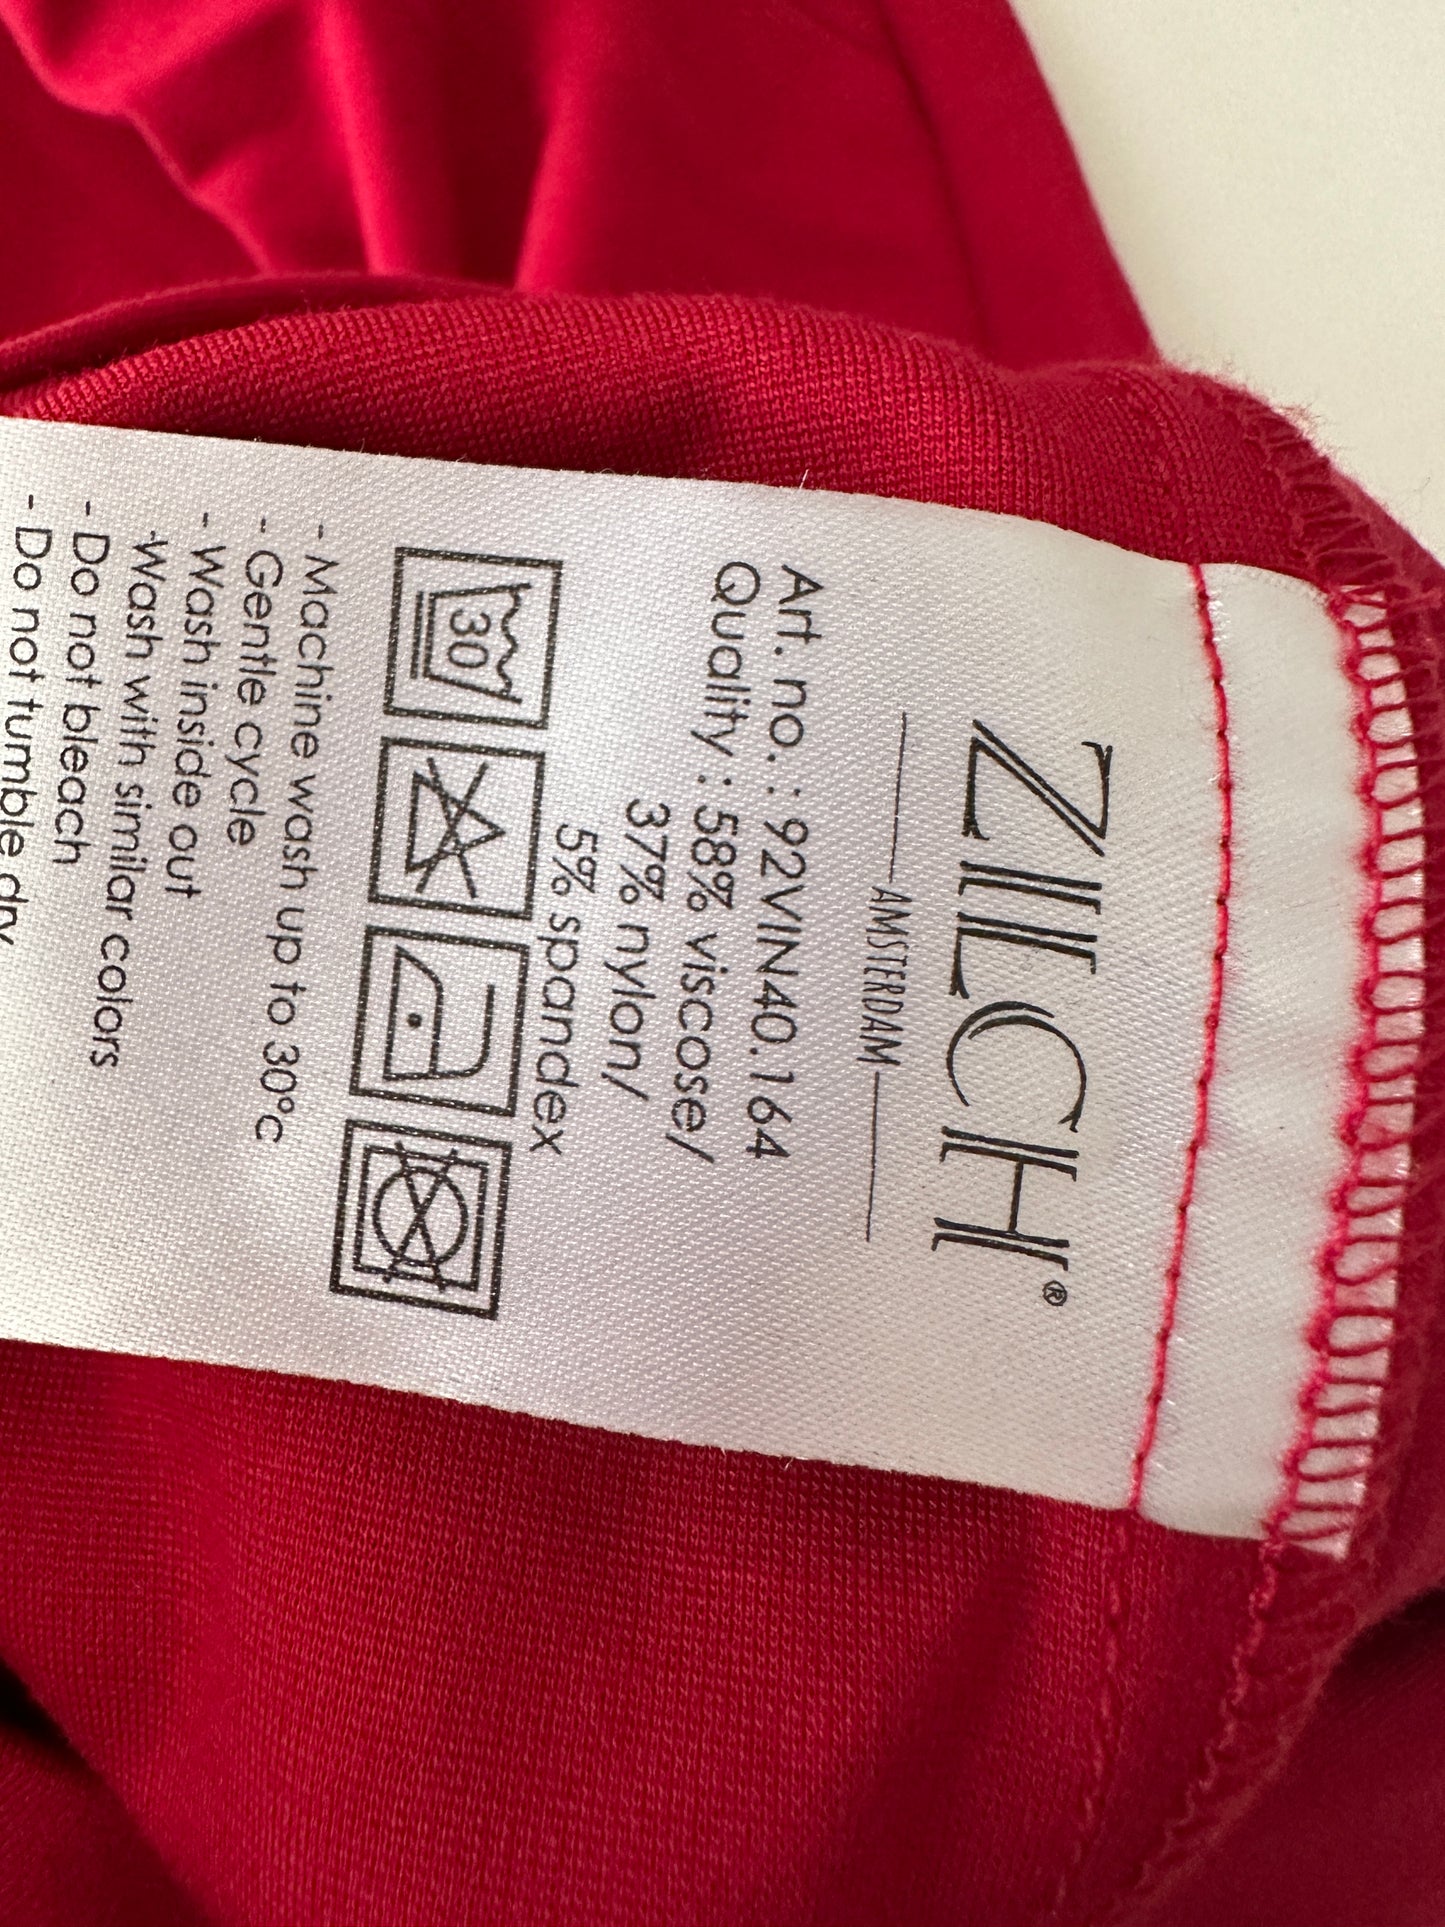 ZILCH®
AMSTERDAM
Art. no. : 92VIN40.164
Quality : 58% viscose/
37% nylon/
5% spandex
30
- Machine wash up to 30°c
- Gentle cycle
- Wash inside out
-Wash with similar colors
- Do not bleach
- Do not tumble dry